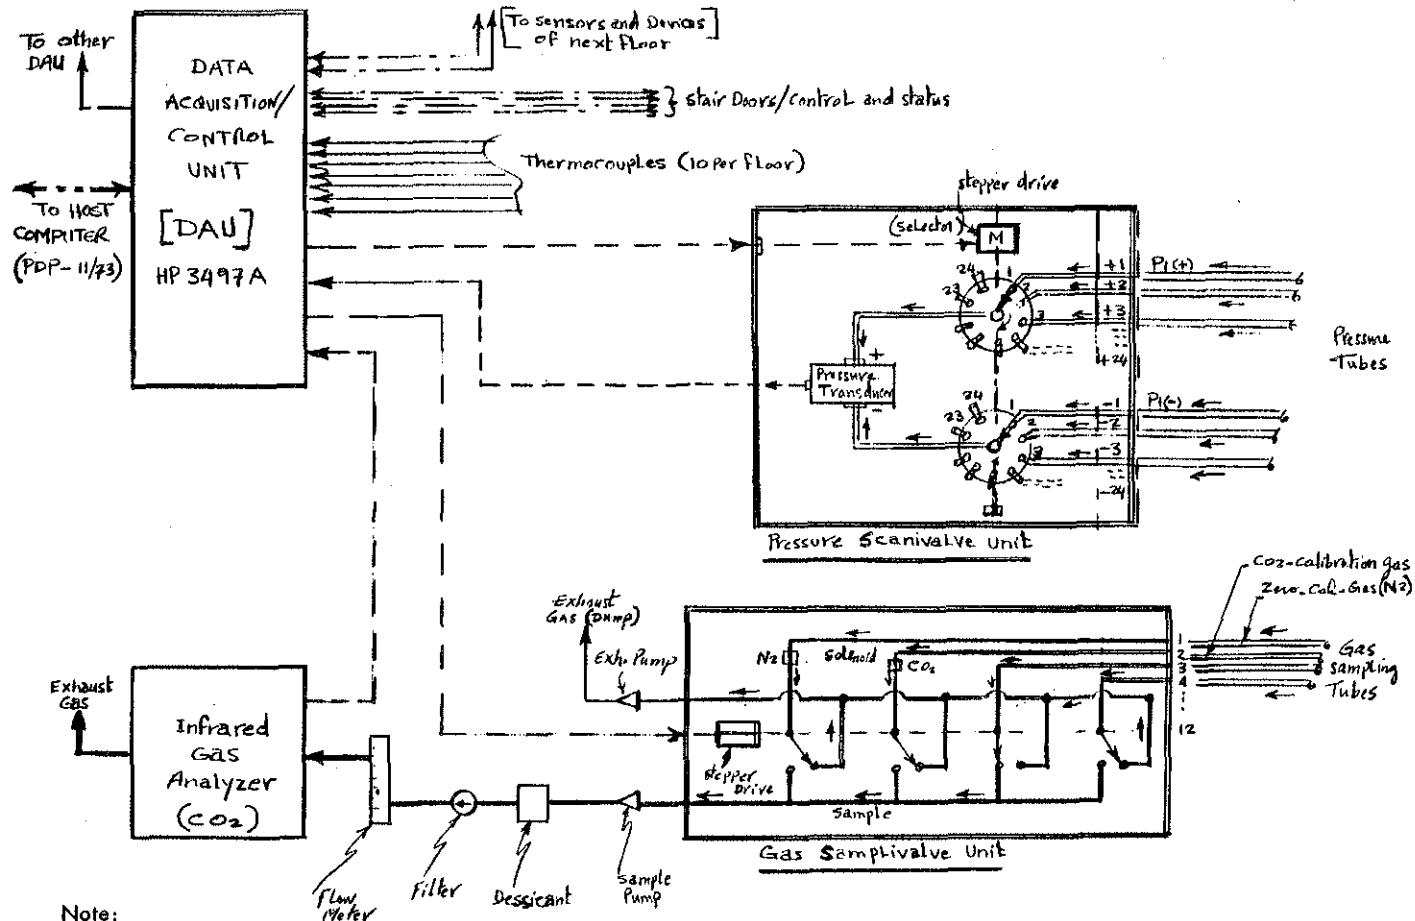 To other
DAU
DATA
ACQUISITION/
CONTROL
UNIT
[DAU]
HP 3497A
TO HOST
COMPUTER
(PDP-11/73)
[To sensors and Devices]
of next Floor
} stair Doors/Control and status
Thermocouples (10 Per floor)
stepper drive
(selector)
M
24
1
2
23
3
+1
P1(+)
+2
+3
+24
Pressure
Tubes
+
Pressure
Transducer
-
24
1
23
2
3
-1
P1(-)
-2
-3
-24
Pressure Scanivalve Unit
CO2-calibration gas
Zero-Cali-Gas (N2)
Exhaust
GAS (Dump)
Exh. Pump
N2
Solenoid
CO2
1
2
3
4
12
Gas
Sampling
Tubes
stepper
Drive
Sample
Gas Samplivalve Unit
Exhaust
Gas
Infrared
Gas
Analyzer
(CO2)
Flow
Meter
Filter
Dessicant
Sample
Pump
Note: